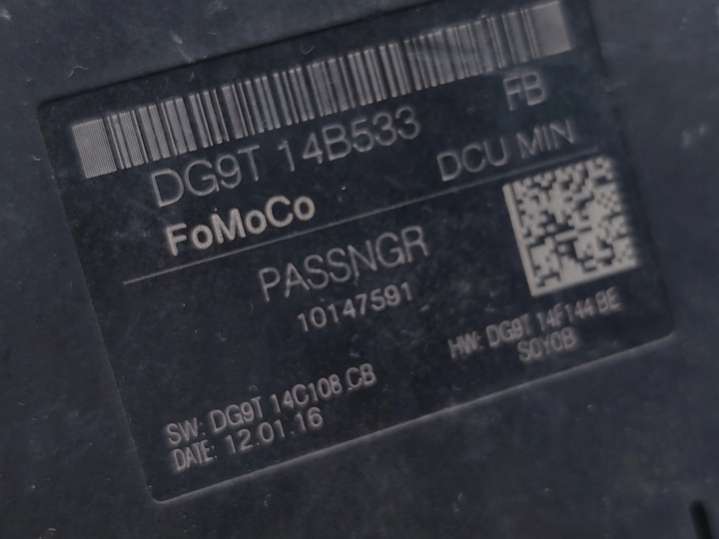 DG9T 14B533 FB
FoMoCo DCU MIN
PASSNGR
10147591
HW: DG9T 14F144 BE
S0Y0B
SW: DG9T 14C108 CB
DATE: 12.01.16